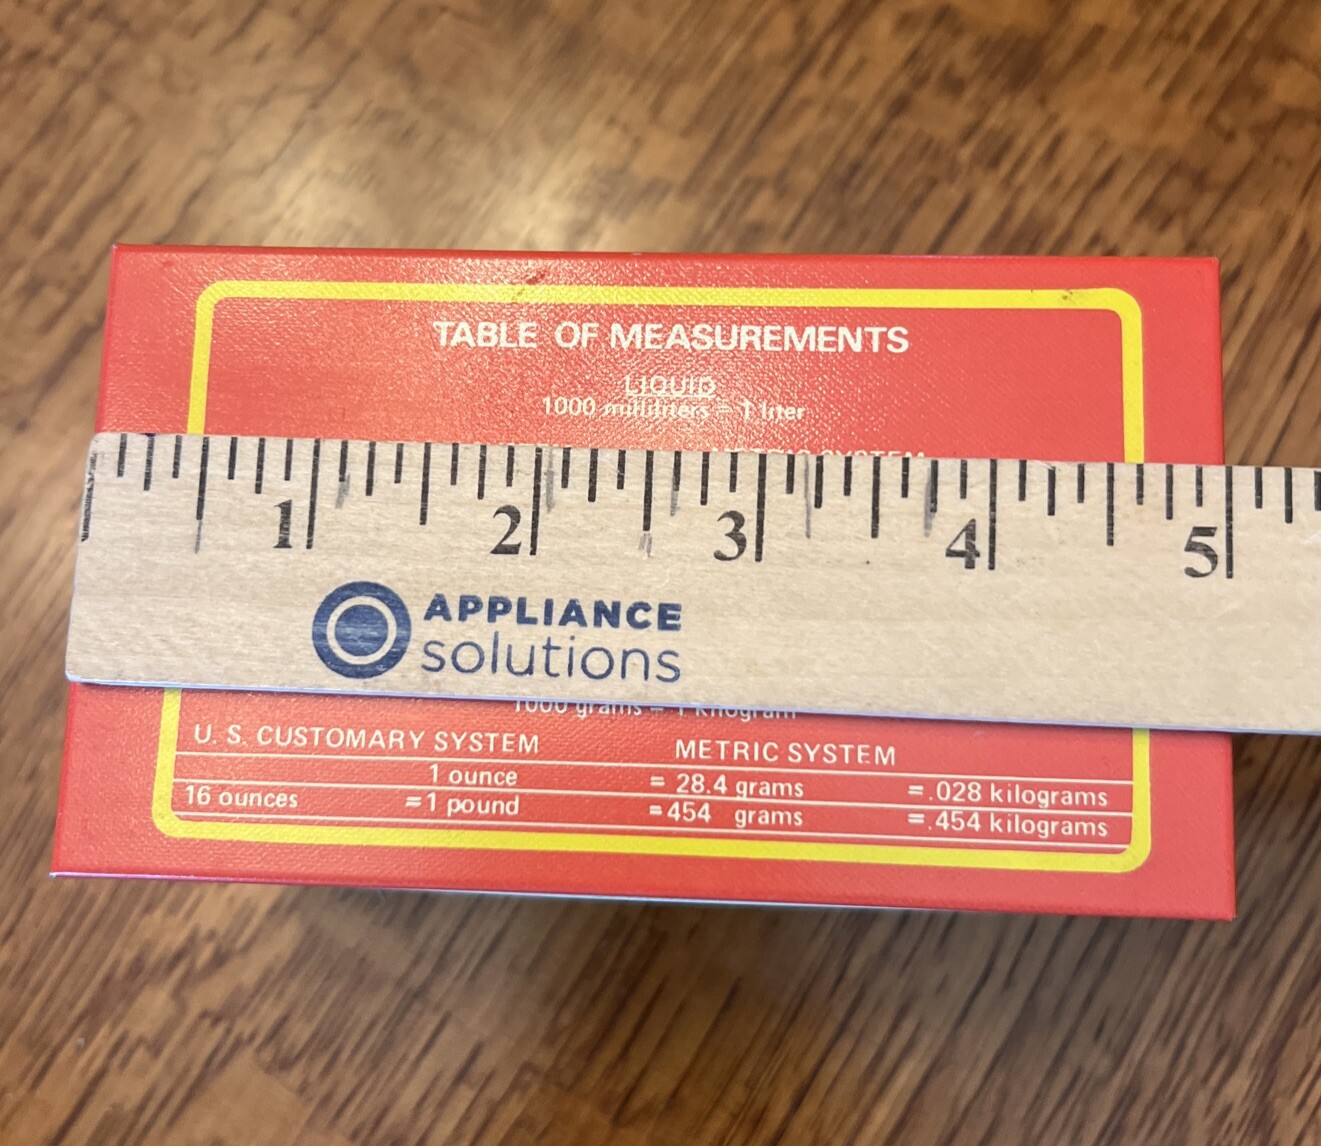 TABLE OF MEASUREMENTS
LIQUID
1000 milliliters = 1 liter
SYSTEM
1 2 3 4 5
APPLIANCE
solutions
1000 grams = 1 kilogram
U. S. CUSTOMARY SYSTEM METRIC SYSTEM
1 ounce = 28.4 grams =.028 kilograms
16 ounces =1 pound =454 grams =.454 kilograms